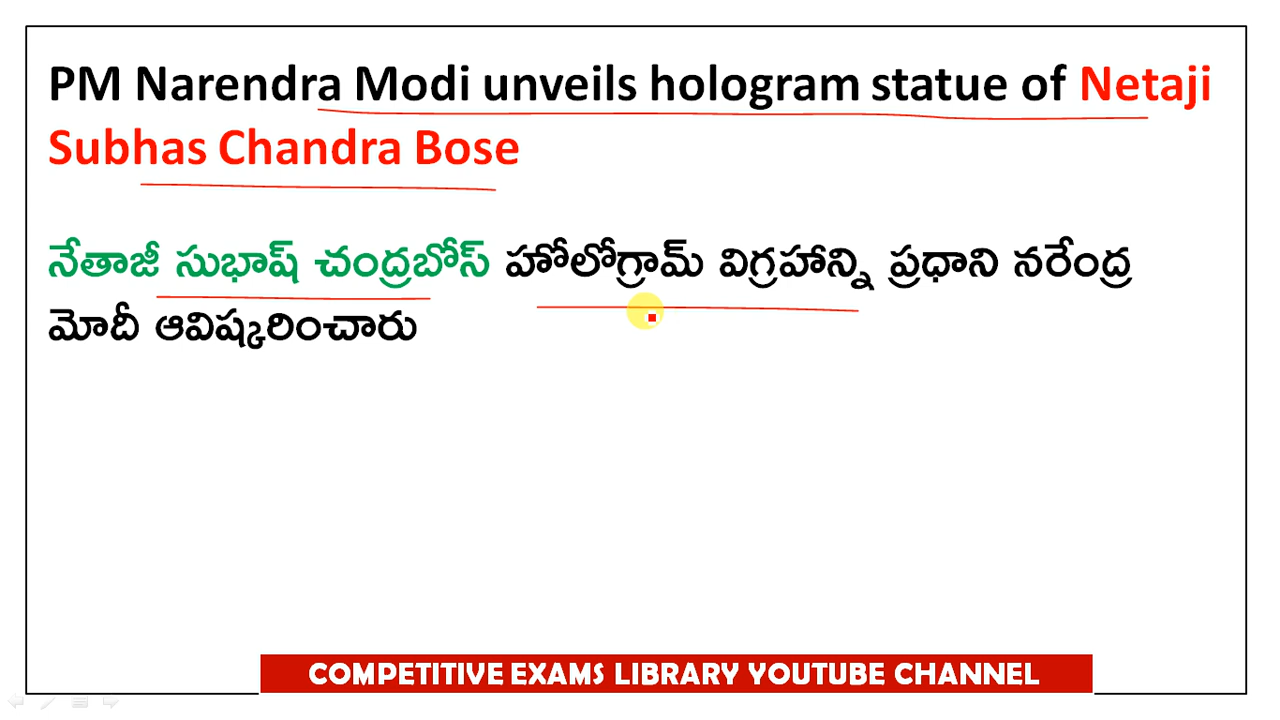 PM Narendra Modi unveils hologram statue of Netaji
Subhas Chandra Bose
నేతాజీ సుభాష్ చంద్రబోస్ హోలోగ్రామ్ విగ్రహాన్ని ప్రధాని నరేంద్ర
మోదీ ఆవిష్కరించారు
COMPETITIVE EXAMS LIBRARY YOUTUBE CHANNEL